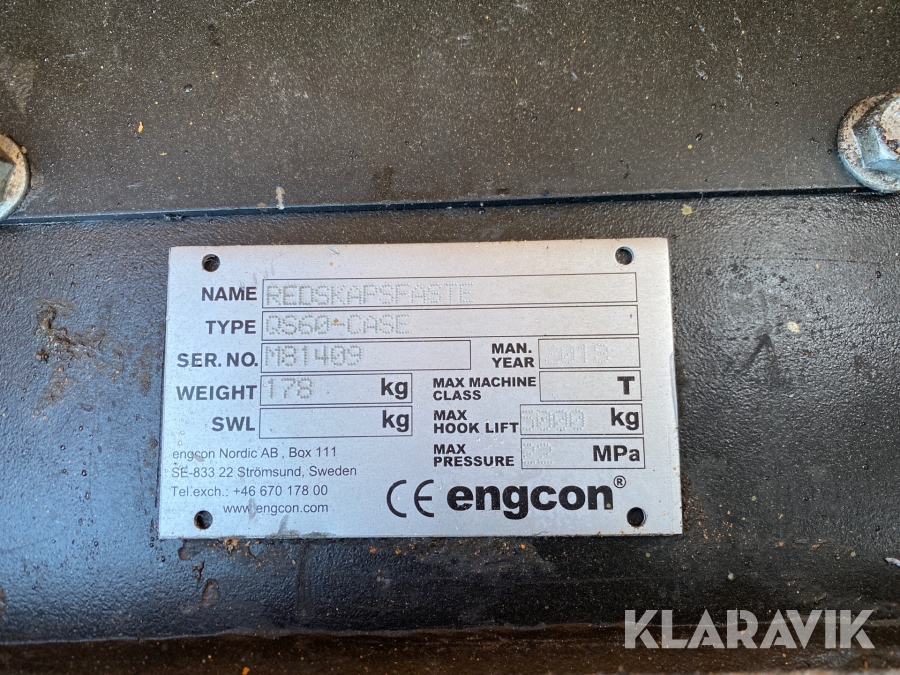 NAME REDSKAPSFÄSTE
TYPE QS60-CASE
SER. NO. M81409 MAN. YEAR 2019
WEIGHT 178 kg MAX MACHINE CLASS T
SWL kg MAX HOOK LIFT 5000 kg
MAX PRESSURE MPa
engcon Nordic AB , Box 111
SE-833 22 Strömsund, Sweden
Tel exch.: +46 670 178 00
www.engcon.com
CE engcon®
KLARAVIK